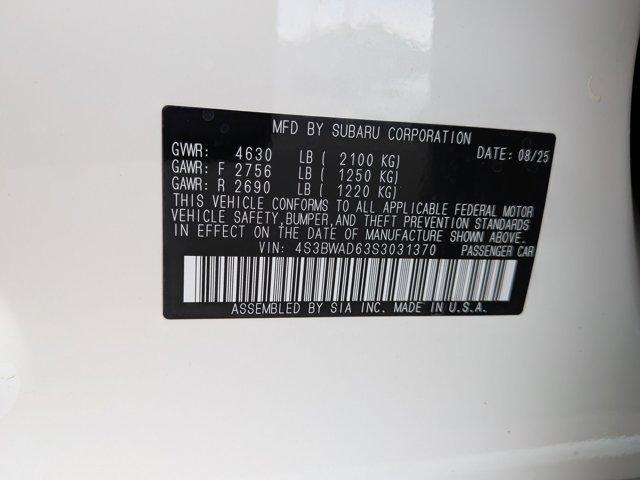 MFD BY SUBARU CORPORATION
GVWR: 4630 LB ( 2100 KG) DATE: 08/25
GAWR: F 2756 LB ( 1250 KG)
GAWR: R 2690 LB ( 1220 KG)
THIS VEHICLE CONFORMS TO ALL APPLICABLE FEDERAL MOTOR
VEHICLE SAFETY, BUMPER, AND THEFT PREVENTION STANDARDS
IN EFFECT ON THE DATE OF MANUFACTURE SHOWN ABOVE.
VIN: 4S3BWAD63S3031370 PASSENGER CAR
ASSEMBLED BY SIA INC. MADE IN U.S.A.